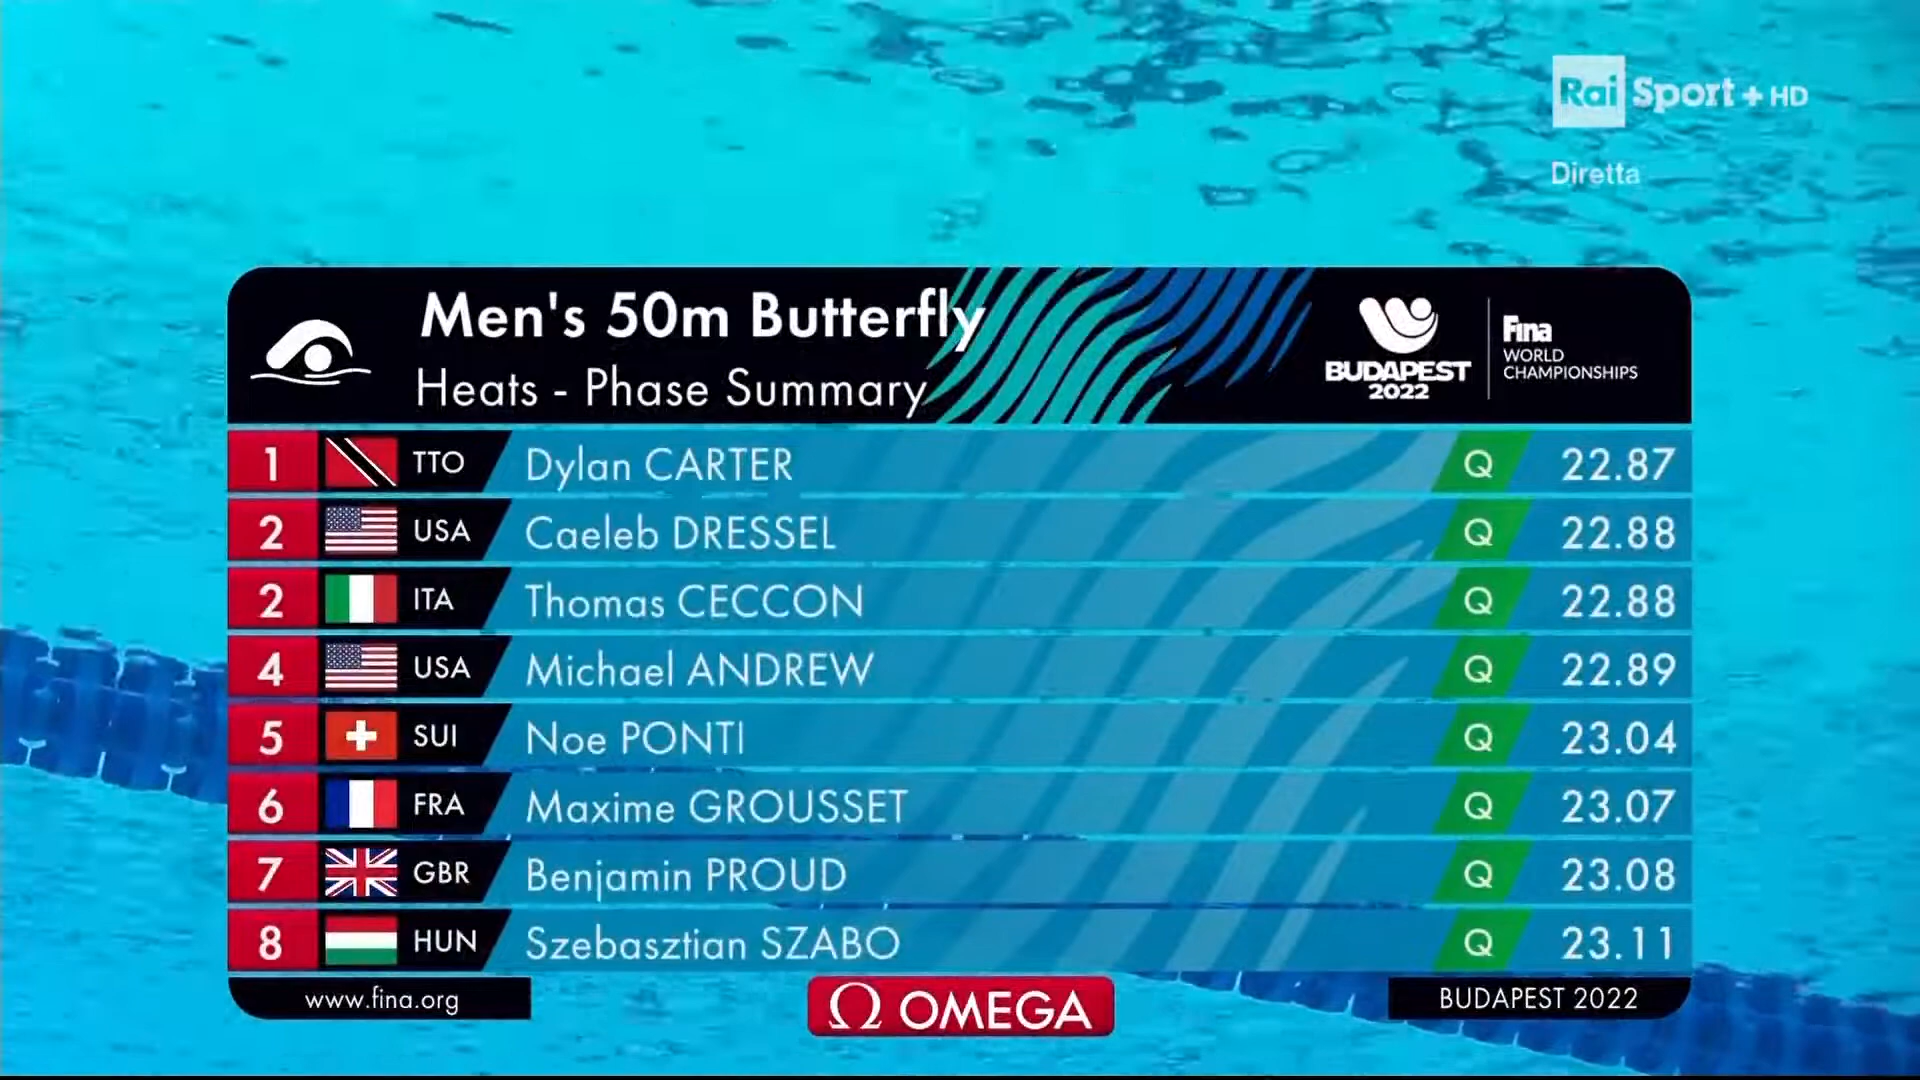 Rai Sport + HD
Diretta
Men's 50m Butterfly
Heats - Phase Summary
BUDAPEST
2022
Fina
WORLD
CHAMPIONSHIPS
1 TTO Dylan CARTER Q 22.87
2 USA Caeleb DRESSEL Q 22.88
2 ITA Thomas CECCON Q 22.88
4 USA Michael ANDREW Q 22.89
5 SUI Noe PONTI Q 23.04
6 FRA Maxime GROUSSET Q 23.07
7 GBR Benjamin PROUD Q 23.08
8 HUN Szebasztian SZABO Q 23.11
www.fina.org
Ω OMEGA
BUDAPEST 2022